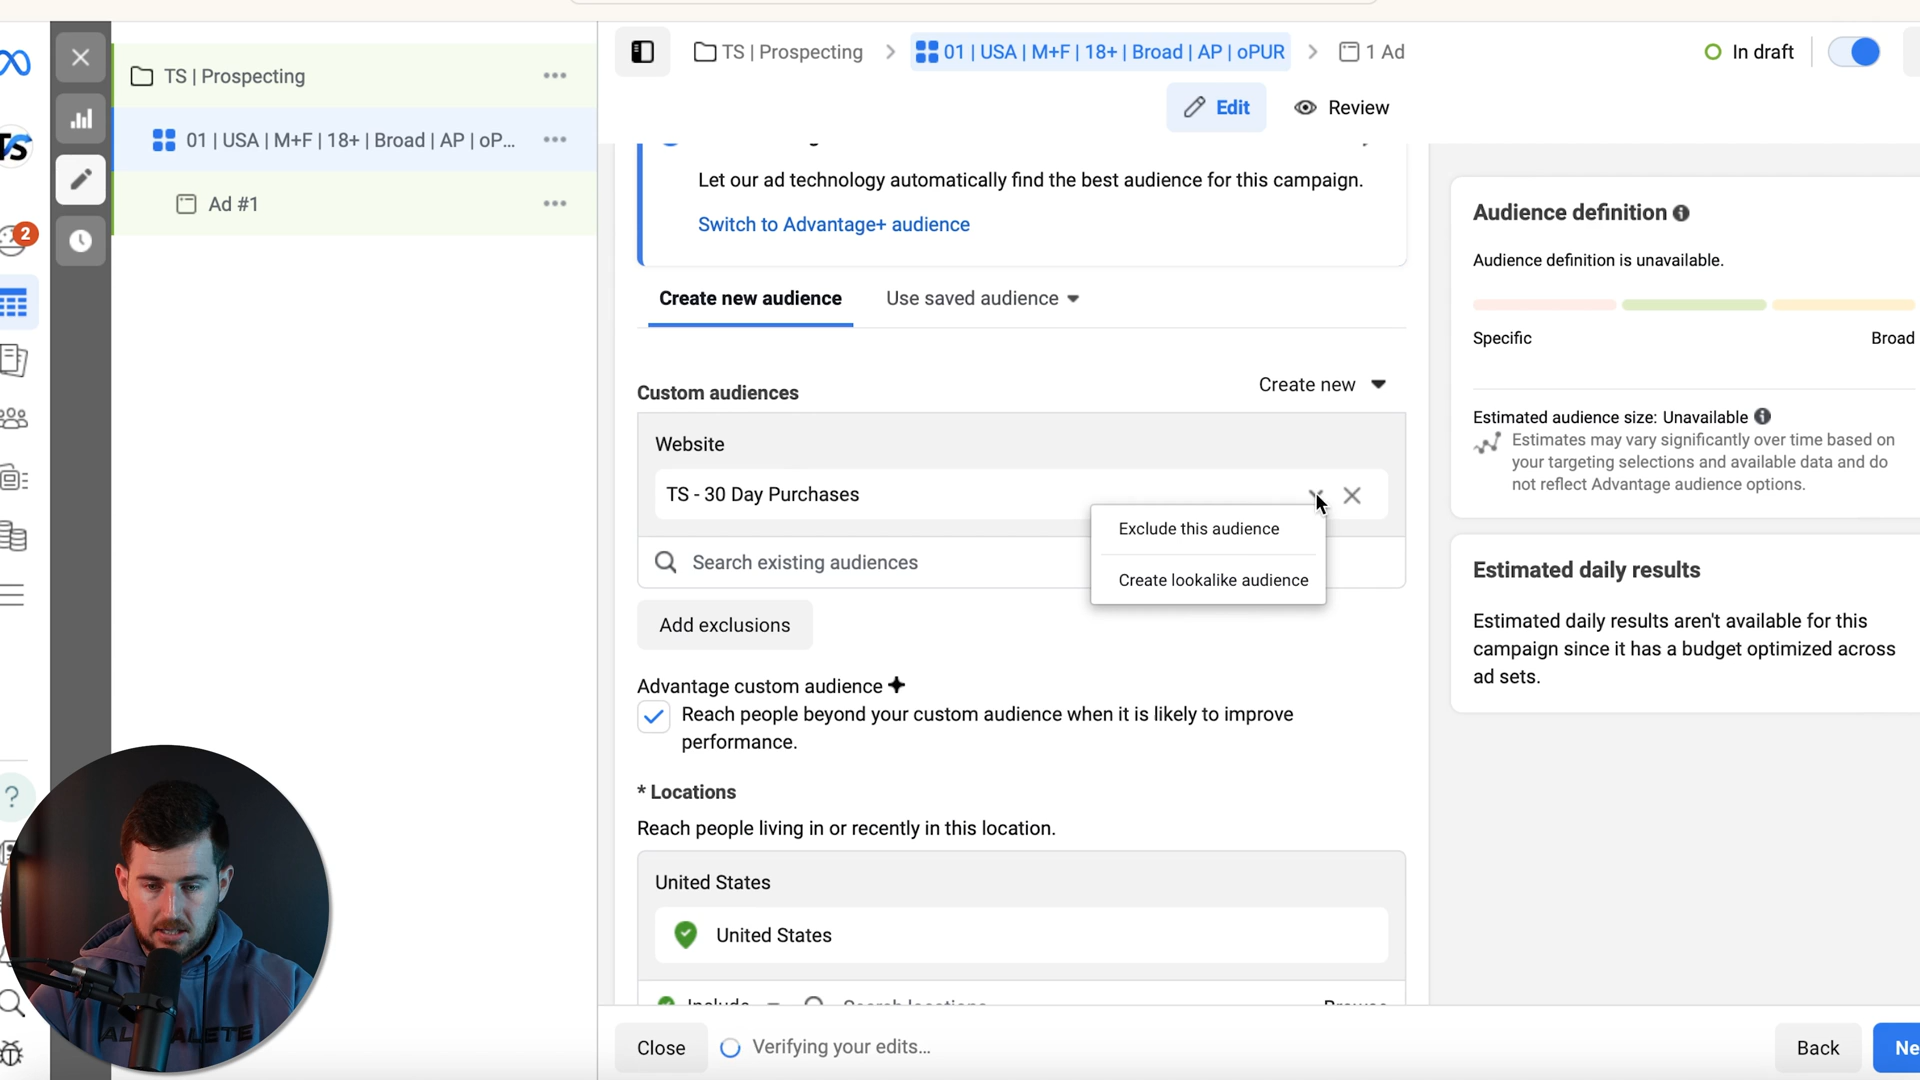 TS | Prospecting
01 | USA | M+F | 18+ | Broad | AP | oPUR
1 Ad
In draft
Edit
Review
TS | Prospecting
01 | USA | M+F | 18+ | Broad | AP | oP...
Ad #1
TS
2
Let our ad technology automatically find the best audience for this campaign.
Switch to Advantage+ audience
Create new audience
Use saved audience
Custom audiences
Create new
Website
TS - 30 Day Purchases
Exclude this audience
Create lookalike audience
Search existing audiences
Add exclusions
Advantage custom audience
Reach people beyond your custom audience when it is likely to improve
performance.
* Locations
Reach people living in or recently in this location.
United States
United States
Include
Search locations
Browse
Close
Verifying your edits...
Back
Ne
Audience definition
Audience definition is unavailable.
Specific
Broad
Estimated audience size: Unavailable
Estimates may vary significantly over time based on
your targeting selections and available data and do
not reflect Advantage audience options.
Estimated daily results
Estimated daily results aren't available for this
campaign since it has a budget optimized across
ad sets.